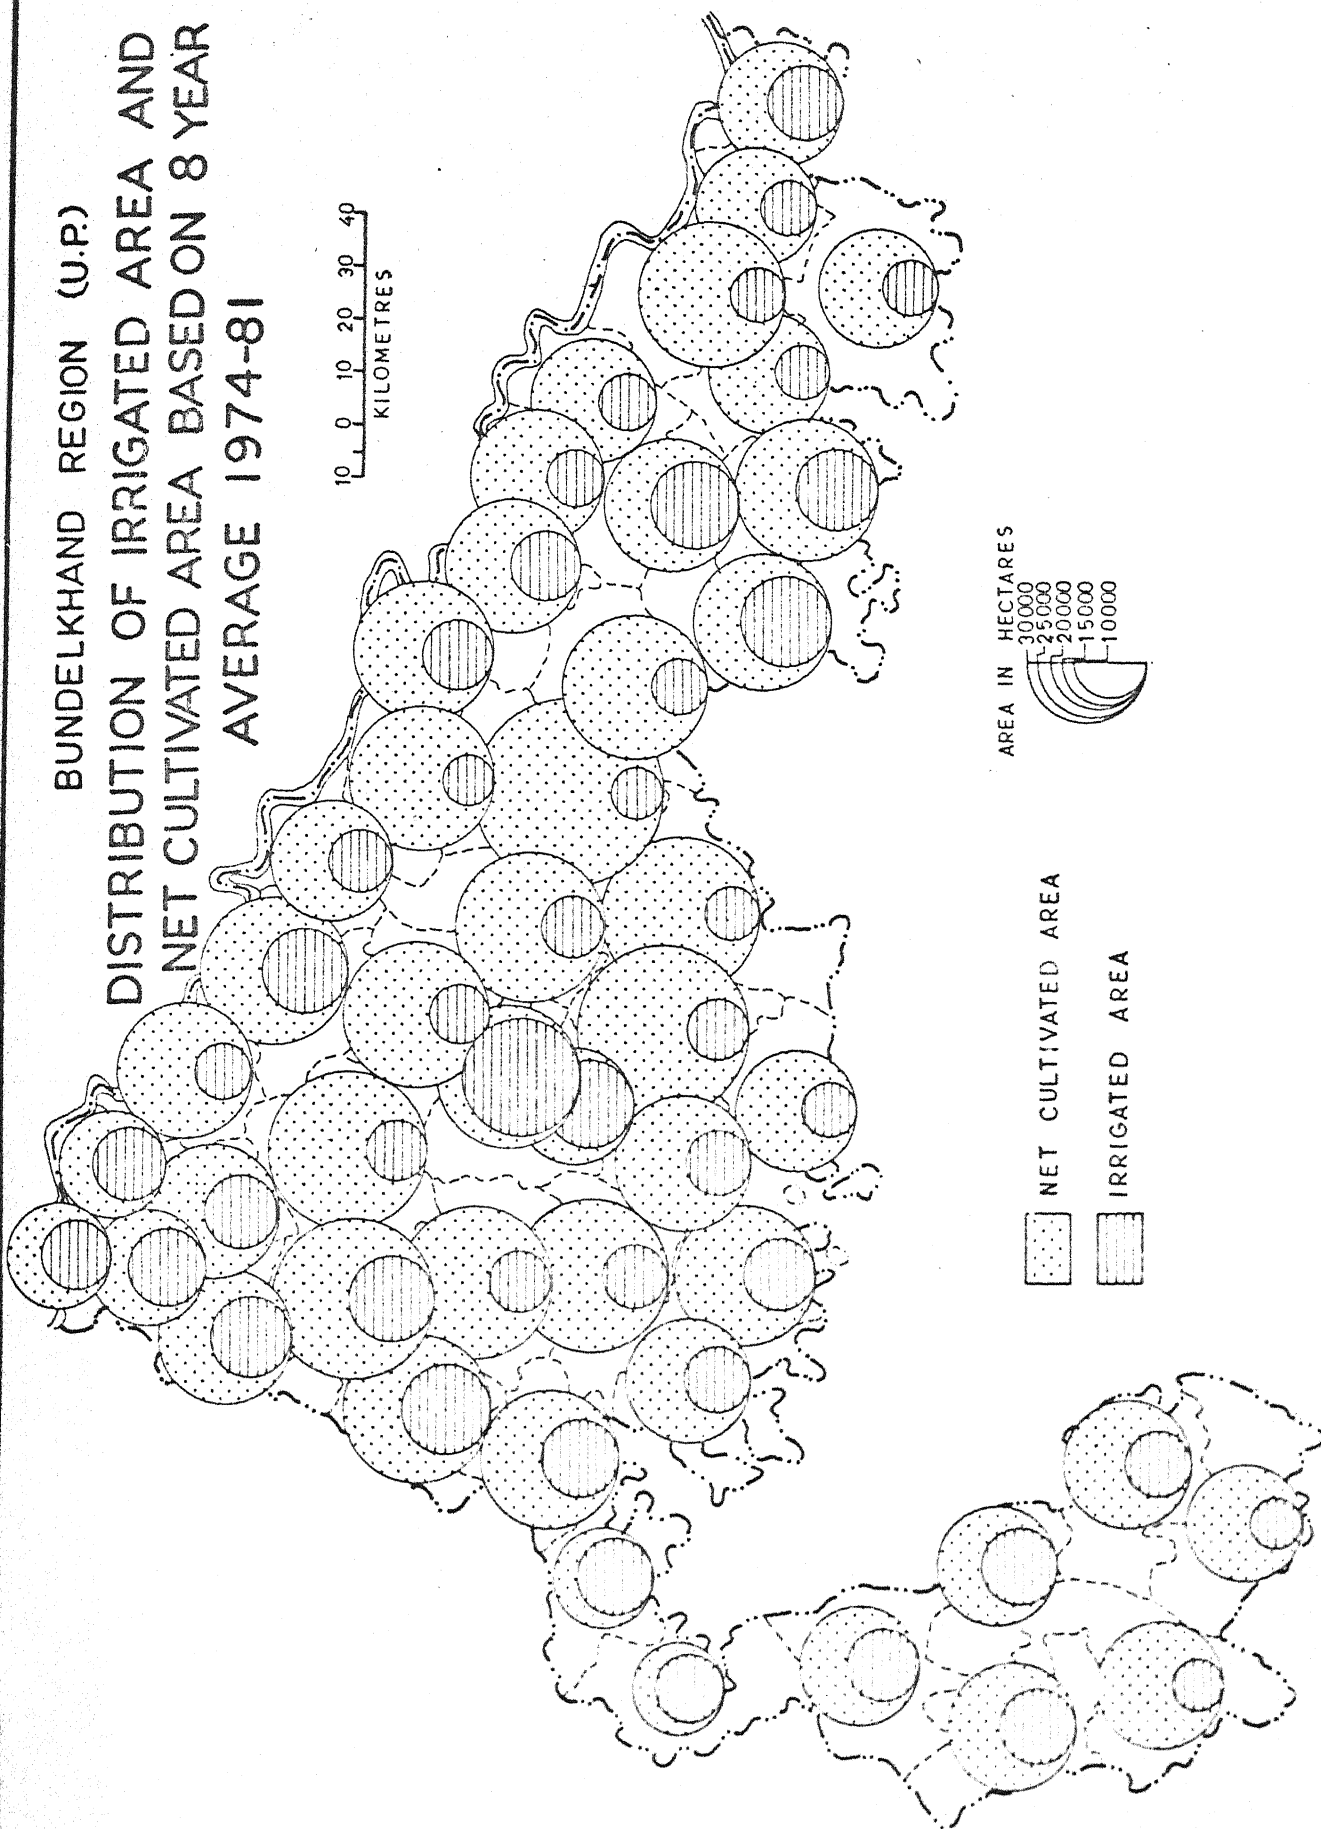 BUNDELKHAND REGION (U.P.)
DISTRIBUTION OF IRRIGATED AREA AND
NET CULTIVATED AREA BASED ON 8 YEAR
AVERAGE 1974-81
10 0 10 20 30 40
KILOMETRES
AREA IN HECTARES
30000
25000
20000
15000
10000
NET CULTIVATED AREA
IRRIGATED AREA